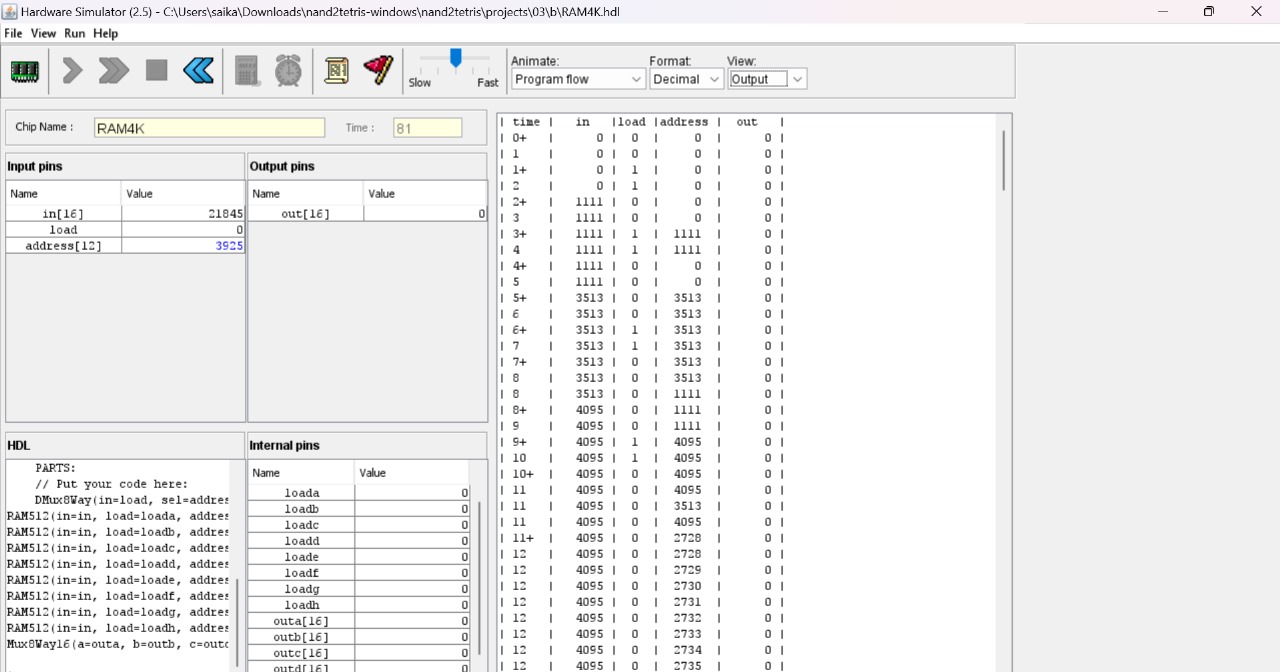 Hardware Simulator (2.5) - C:\Users\saika\Downloads\nand2tetris-windows\nand2tetris\projects\03\b\RAM4K.hdl
File View Run Help
Animate: Format: View:
Slow Fast Program flow Decimal Output
Chip Name : RAM4K Time : 81
Input pins
Name Value
in[16] 21845
load 0
address[12] 3925
Output pins
Name Value
out[16] 0
HDL
PARTS:
// Put your code here:
DMux8Way(in=load, sel=addres
RAM512(in=in, load=loada, addres
RAM512(in=in, load=loadb, addres
RAM512(in=in, load=loadc, addres
RAM512(in=in, load=loadd, addres
RAM512(in=in, load=loade, addres
RAM512(in=in, load=loadf, addres
RAM512(in=in, load=loadg, addres
RAM512(in=in, load=loadh, addres
Mux8Way16(a=outa, b=outb, c=outc
Internal pins
Name Value
loada 0
loadb 0
loadc 0
loadd 0
loade 0
loadf 0
loadg 0
loadh 0
outa[16] 0
outb[16] 0
outc[16] 0
outd[16] 0
| time | in |load |address | out |
| 0+ | 0 | 0 | 0 | 0 |
| 1 | 0 | 0 | 0 | 0 |
| 1+ | 0 | 1 | 0 | 0 |
| 2 | 0 | 1 | 0 | 0 |
| 2+ | 1111 | 0 | 0 | 0 |
| 3 | 1111 | 0 | 0 | 0 |
| 3+ | 1111 | 1 | 1111 | 0 |
| 4 | 1111 | 1 | 1111 | 0 |
| 4+ | 1111 | 0 | 0 | 0 |
| 5 | 1111 | 0 | 0 | 0 |
| 5+ | 3513 | 0 | 3513 | 0 |
| 6 | 3513 | 0 | 3513 | 0 |
| 6+ | 3513 | 1 | 3513 | 0 |
| 7 | 3513 | 1 | 3513 | 0 |
| 7+ | 3513 | 0 | 3513 | 0 |
| 8 | 3513 | 0 | 3513 | 0 |
| 8 | 3513 | 0 | 1111 | 0 |
| 8+ | 4095 | 0 | 1111 | 0 |
| 9 | 4095 | 0 | 1111 | 0 |
| 9+ | 4095 | 1 | 4095 | 0 |
| 10 | 4095 | 1 | 4095 | 0 |
| 10+ | 4095 | 0 | 4095 | 0 |
| 11 | 4095 | 0 | 4095 | 0 |
| 11 | 4095 | 0 | 3513 | 0 |
| 11 | 4095 | 0 | 4095 | 0 |
| 11+ | 4095 | 0 | 2728 | 0 |
| 12 | 4095 | 0 | 2728 | 0 |
| 12 | 4095 | 0 | 2729 | 0 |
| 12 | 4095 | 0 | 2730 | 0 |
| 12 | 4095 | 0 | 2731 | 0 |
| 12 | 4095 | 0 | 2732 | 0 |
| 12 | 4095 | 0 | 2733 | 0 |
| 12 | 4095 | 0 | 2734 | 0 |
| 12 | 4095 | 0 | 2735 | 0 |